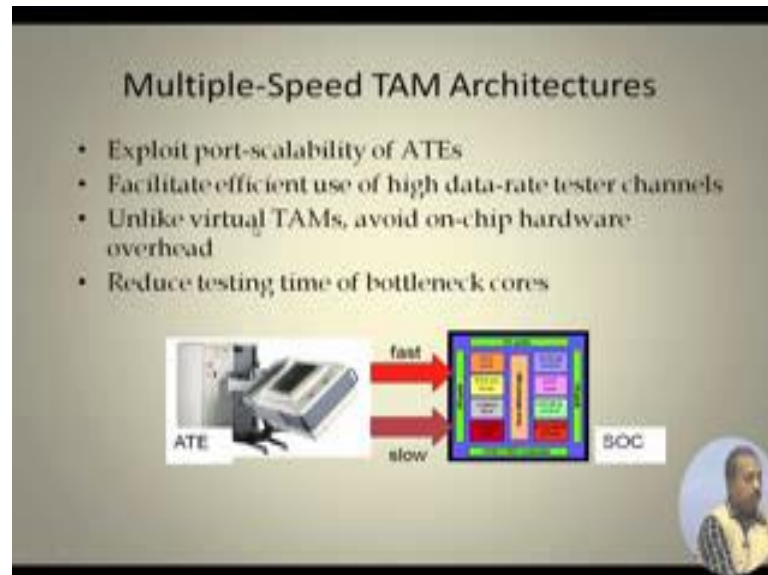 Multiple-Speed TAM Architectures
• Exploit port-scalability of ATEs
• Facilitate efficient use of high data-rate tester channels
• Unlike virtual TAMs, avoid on-chip hardware
overhead
• Reduce testing time of bottleneck cores
fast
ATE
slow
SOC